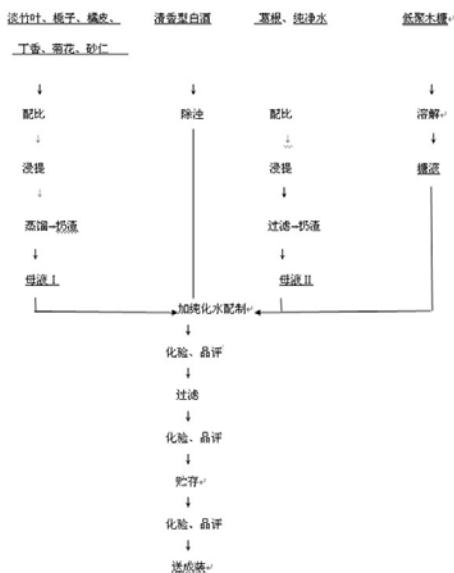 淡竹叶、栀子、橘皮、 清香型白酒 葛根、纯净水 低聚木糖
丁香、菊花、砂仁
配比 除浊 配比 溶解
浸提 浸提 糖液
蒸馏→扔渣 过滤→扔渣
母液 I 母液 II
加纯化水配制
化验、品评
过滤
化验、品评
贮存
化验、品评
送成装